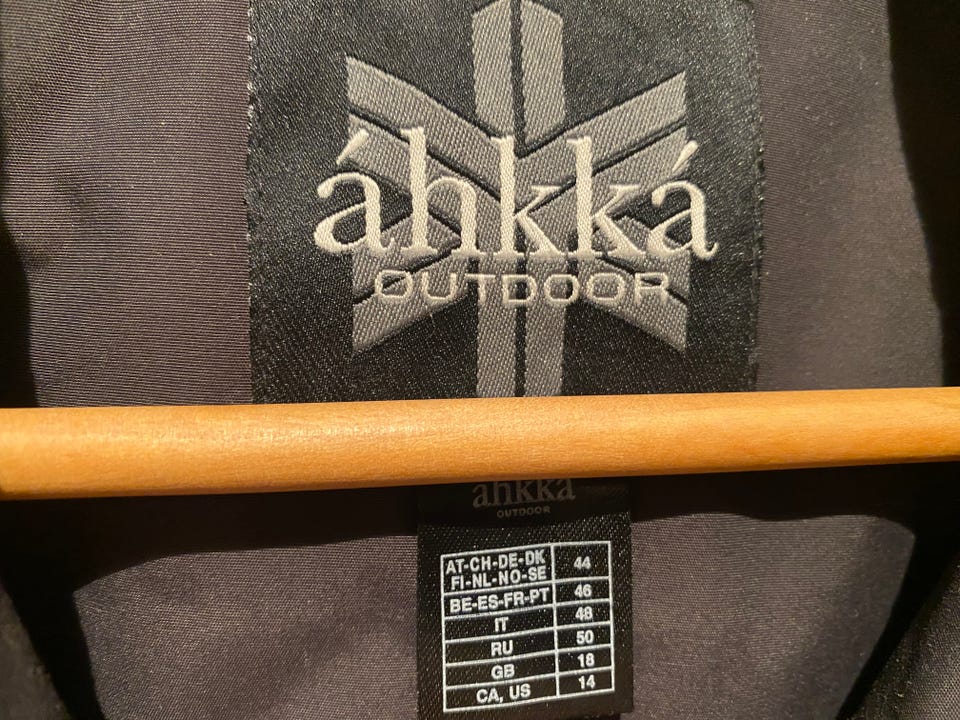 áhkká
OUTDOOR
áhkká
OUTDOOR
AT-CH-DE-DK
FI-NL-NO-SE 44
BE-ES-FR-PT 46
IT 48
RU 50
GB 18
CA, US 14